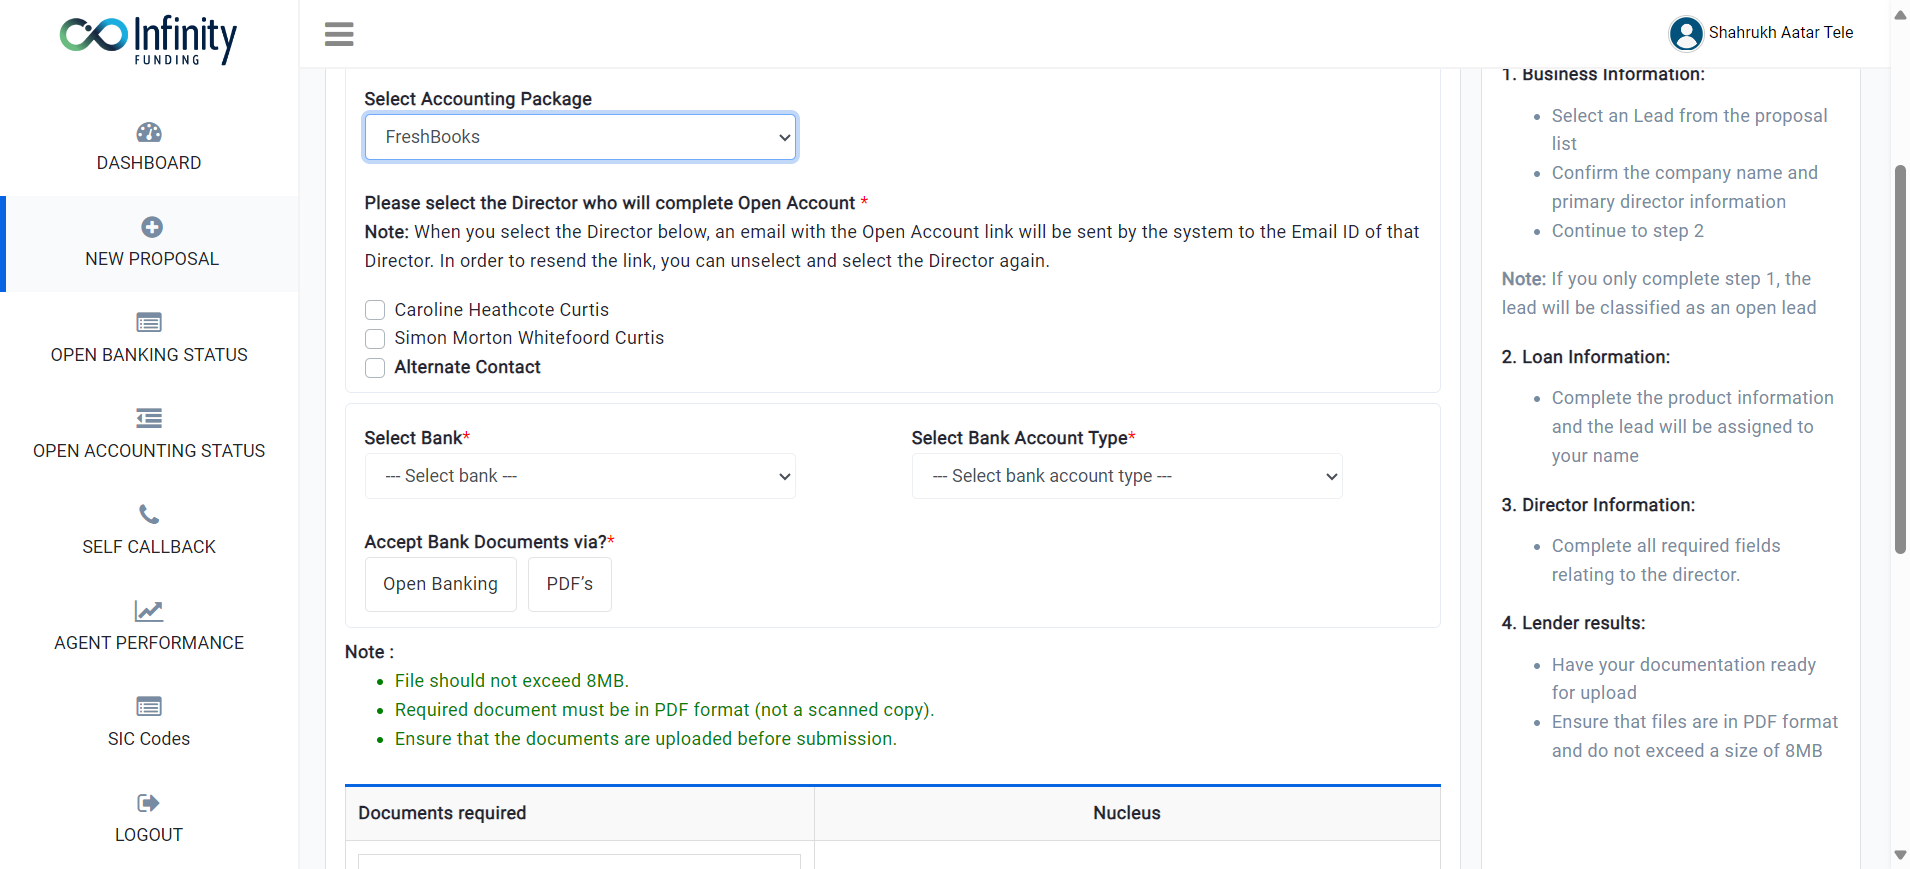 Infinity
FUNDING
Shahrukh Aatar Tele
DASHBOARD
NEW PROPOSAL
OPEN BANKING STATUS
OPEN ACCOUNTING STATUS
SELF CALLBACK
AGENT PERFORMANCE
SIC Codes
LOGOUT
Select Accounting Package
FreshBooks
Please select the Director who will complete Open Account *
Note: When you select the Director below, an email with the Open Account link will be sent by the system to the Email ID of that
Director. In order to resend the link, you can unselect and select the Director again.
Caroline Heathcote Curtis
Simon Morton Whitefoord Curtis
Alternate Contact
Select Bank*
--- Select bank ---
Select Bank Account Type*
--- Select bank account type ---
Accept Bank Documents via?*
Open Banking
PDF’s
Note :
File should not exceed 8MB.
Required document must be in PDF format (not a scanned copy).
Ensure that the documents are uploaded before submission.
Documents required
Nucleus
1. Business Information:
Select an Lead from the proposal
list
Confirm the company name and
primary director information
Continue to step 2
Note: If you only complete step 1, the
lead will be classified as an open lead
2. Loan Information:
Complete the product information
and the lead will be assigned to
your name
3. Director Information:
Complete all required fields
relating to the director.
4. Lender results:
Have your documentation ready
for upload
Ensure that files are in PDF format
and do not exceed a size of 8MB